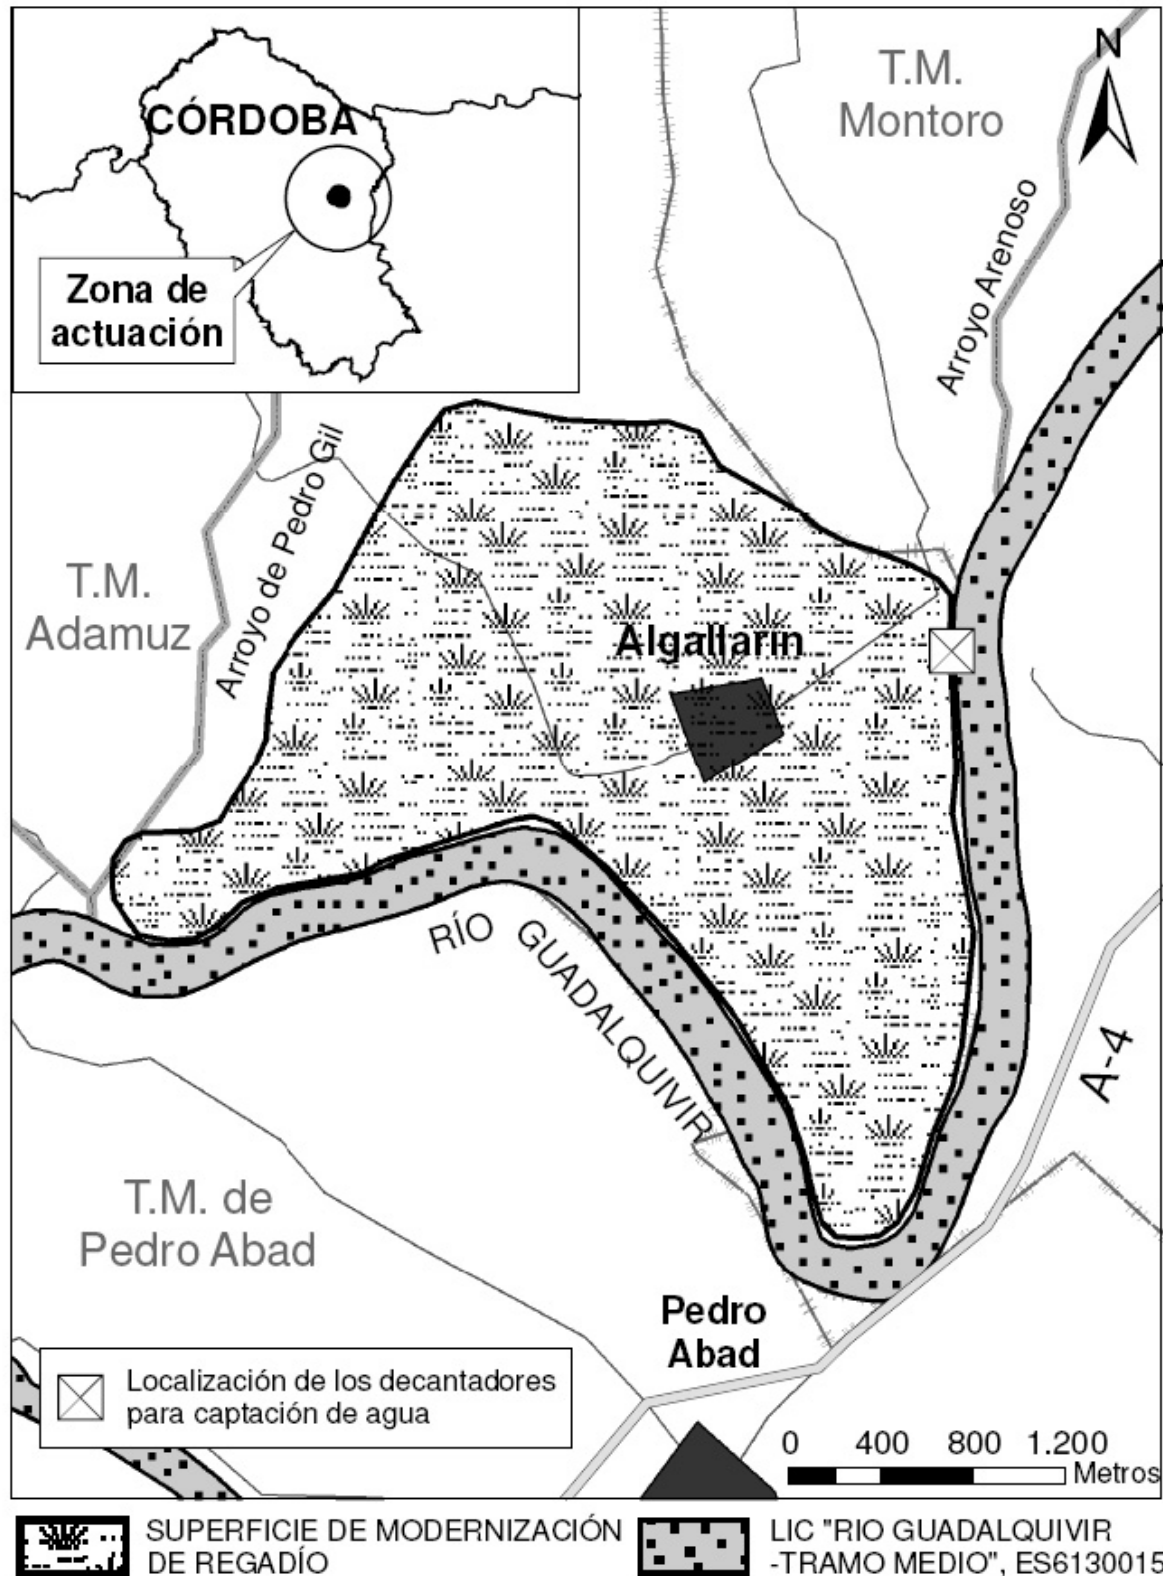 CÓRDOBA
Zona de
actuación
T.M.
Montoro
N
Arroyo Arenoso
Arroyo de Pedro Gil
T.M.
Adamuz
Algallarín
RÍO GUADALQUIVIR
A-4
T.M. de
Pedro Abad
Pedro
Abad
Localización de los decantadores
para captación de agua
0 400 800 1.200
Metros
SUPERFICIE DE MODERNIZACIÓN
DE REGADÍO
LIC "RIO GUADALQUIVIR
-TRAMO MEDIO", ES6130015